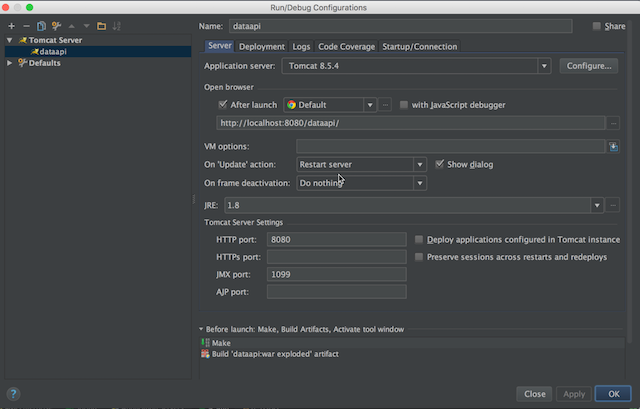 Run/Debug Configurations
Name: dataapi Share
Tomcat Server
dataapi
Defaults
Server Deployment Logs Code Coverage Startup/Connection
Application server: Tomcat 8.5.4 Configure...
Open browser
After launch Default ... with JavaScript debugger
http://localhost:8080/dataapi/ ...
VM options:
On 'Update' action: Restart server Show dialog
On frame deactivation: Do nothing
JRE: 1.8 ...
Tomcat Server Settings
HTTP port: 8080 Deploy applications configured in Tomcat instance
HTTPs port: Preserve sessions across restarts and redeploys
JMX port: 1099
AJP port:
Before launch: Make, Build Artifacts, Activate tool window
Make
Build 'dataapi:war exploded' artifact
? Close Apply OK